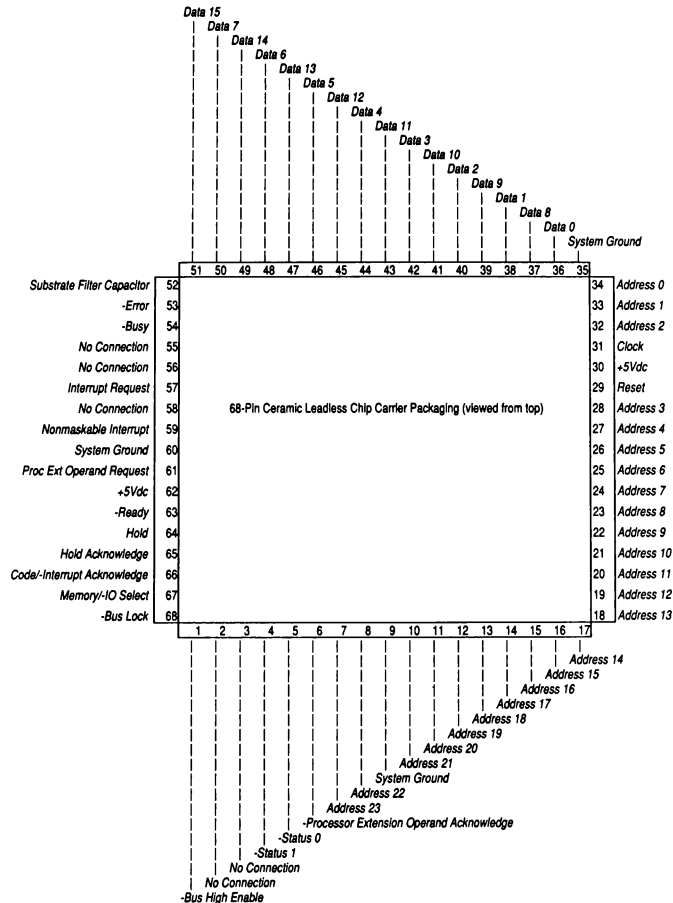 Data 15
Data 7
Data 14
Data 6
Data 13
Data 5
Data 12
Data 4
Data 11
Data 3
Data 10
Data 2
Data 9
Data 1
Data 8
Data 0
System Ground
51 50 49 48 47 46 45 44 43 42 41 40 39 38 37 36 35
Substrate Filter Capacitor 52 34 Address 0
-Error 53 33 Address 1
-Busy 54 32 Address 2
No Connection 55 31 Clock
No Connection 56 30 +5Vdc
Interrupt Request 57 29 Reset
No Connection 58 68-Pin Ceramic Leadless Chip Carrier Packaging (viewed from top) 28 Address 3
Nonmaskable Interrupt 59 27 Address 4
System Ground 60 26 Address 5
Proc Ext Operand Request 61 25 Address 6
+5Vdc 62 24 Address 7
-Ready 63 23 Address 8
Hold 64 22 Address 9
Hold Acknowledge 65 21 Address 10
Code/-Interrupt Acknowledge 66 20 Address 11
Memory/-IO Select 67 19 Address 12
-Bus Lock 68 18 Address 13
1 2 3 4 5 6 7 8 9 10 11 12 13 14 15 16 17
Address 14
Address 15
Address 16
Address 17
Address 18
Address 19
Address 20
Address 21
System Ground
Address 22
Address 23
-Processor Extension Operand Acknowledge
-Status 0
-Status 1
No Connection
No Connection
-Bus High Enable